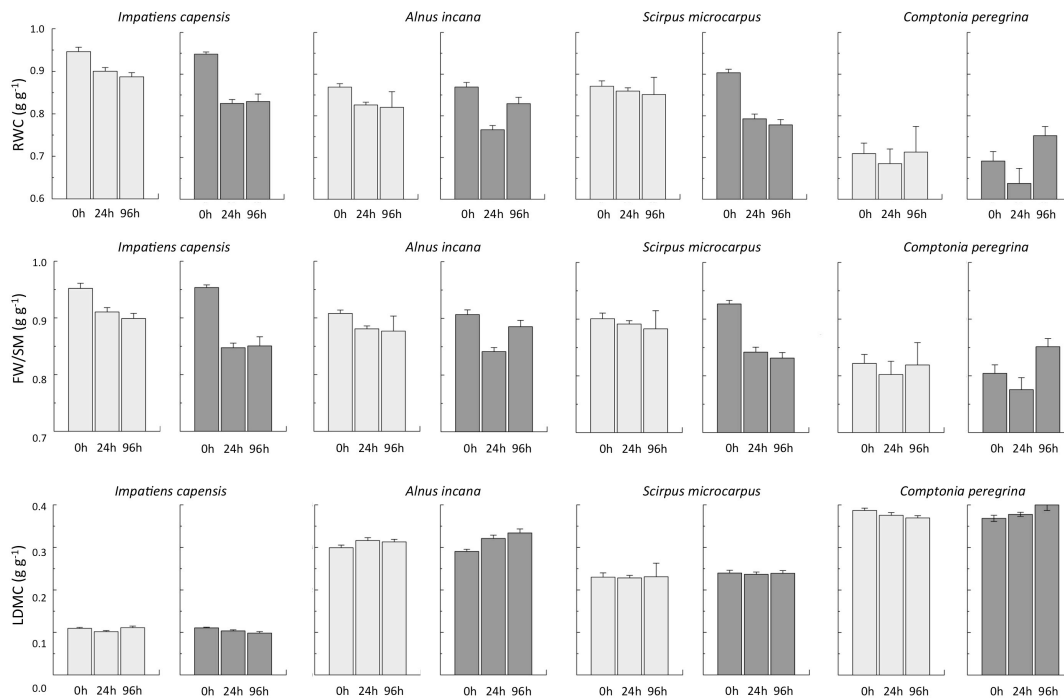 Impatiens capensis Alnus incana Scirpus microcarpus Comptonia peregrina
1.0
0.9
0.8
0.7
0.6
RWC (g g-1)
0h 24h 96h 0h 24h 96h 0h 24h 96h 0h 24h 96h 0h 24h 96h 0h 24h 96h 0h 24h 96h 0h 24h 96h
Impatiens capensis Alnus incana Scirpus microcarpus Comptonia peregrina
1.0
0.9
0.8
0.7
FW/SM (g g-1)
0h 24h 96h 0h 24h 96h 0h 24h 96h 0h 24h 96h 0h 24h 96h 0h 24h 96h 0h 24h 96h 0h 24h 96h
Impatiens capensis Alnus incana Scirpus microcarpus Comptonia peregrina
0.4
0.3
0.2
0.1
0.0
LDMC (g g-1)
0h 24h 96h 0h 24h 96h 0h 24h 96h 0h 24h 96h 0h 24h 96h 0h 24h 96h 0h 24h 96h 0h 24h 96h